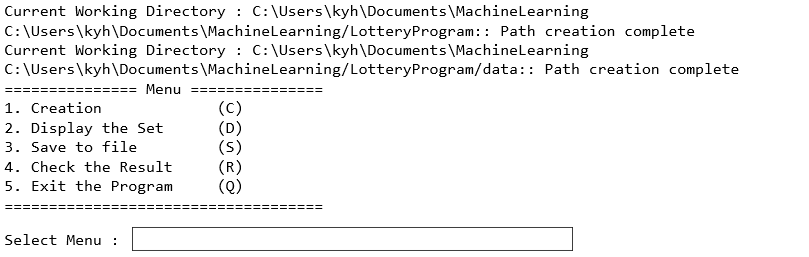 Current Working Directory : C:\Users\kyh\Documents\MachineLearning
C:\Users\kyh\Documents\MachineLearning/LotteryProgram:: Path creation complete
Current Working Directory : C:\Users\kyh\Documents\MachineLearning
C:\Users\kyh\Documents\MachineLearning/LotteryProgram/data:: Path creation complete
=============== Menu ===============
1. Creation             (C)
2. Display the Set      (D)
3. Save to file         (S)
4. Check the Result     (R)
5. Exit the Program     (Q)
====================================
Select Menu :